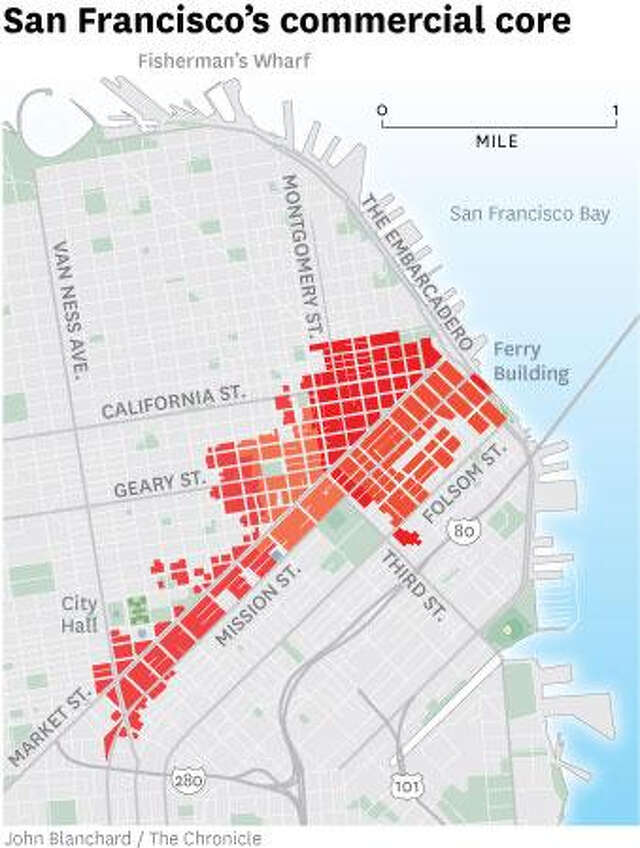 San Francisco's commercial core
Fisherman's Wharf
0 1
MILE
San Francisco Bay
MONTGOMERY ST.
THE EMBARCADERO
VAN NESS AVE.
Ferry
Building
CALIFORNIA ST.
GEARY ST.
FOLSOM ST.
80
City
Hall
MISSION ST.
THIRD ST.
MARKET ST.
280
101
John Blanchard / The Chronicle